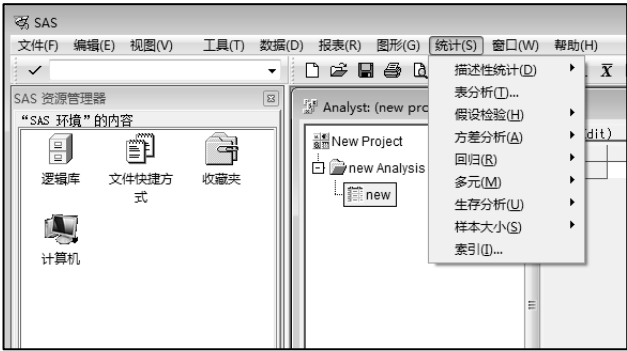 SAS
文件(F) 编辑(E) 视图(V) 工具(T) 数据(D) 报表(R) 图形(G) 统计(S) 窗口(W) 帮助(H)
SAS 资源管理器
“SAS 环境”的内容
逻辑库
文件快捷方式
收藏夹
计算机
Analyst: (new pro
New Project
new Analysis
new
描述性统计(D)
表分析(T)...
假设检验(H)
方差分析(A)
回归(R)
多元(M)
生存分析(U)
样本大小(S)
索引(I)...
X
dit)